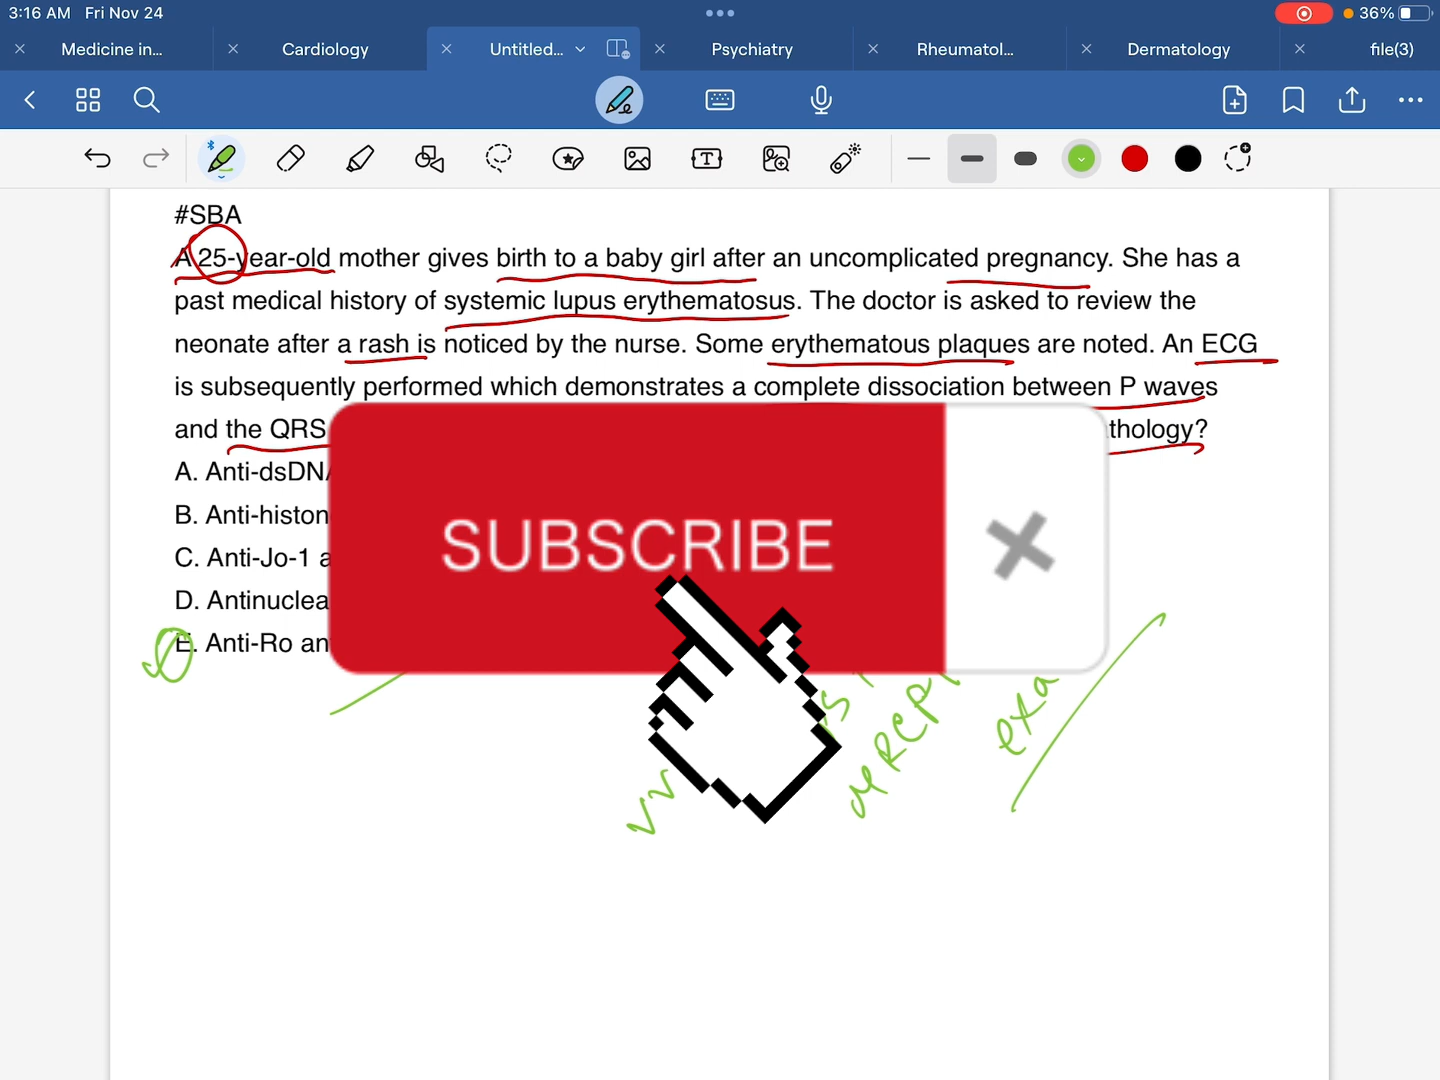 3:16 AM Fri Nov 24 36%
Medicine in... Cardiology Untitled... Psychiatry Rheumatol... Dermatology file(3)
#SBA
A 25-year-old mother gives birth to a baby girl after an uncomplicated pregnancy. She has a
past medical history of systemic lupus erythematosus. The doctor is asked to review the
neonate after a rash is noticed by the nurse. Some erythematous plaques are noted. An ECG
is subsequently performed which demonstrates a complete dissociation between P waves
and the QRS thology?
A. Anti-dsDNA
B. Anti-histon
C. Anti-Jo-1 a
D. Antinuclea
E. Anti-Ro an
SUBSCRIBE
exa